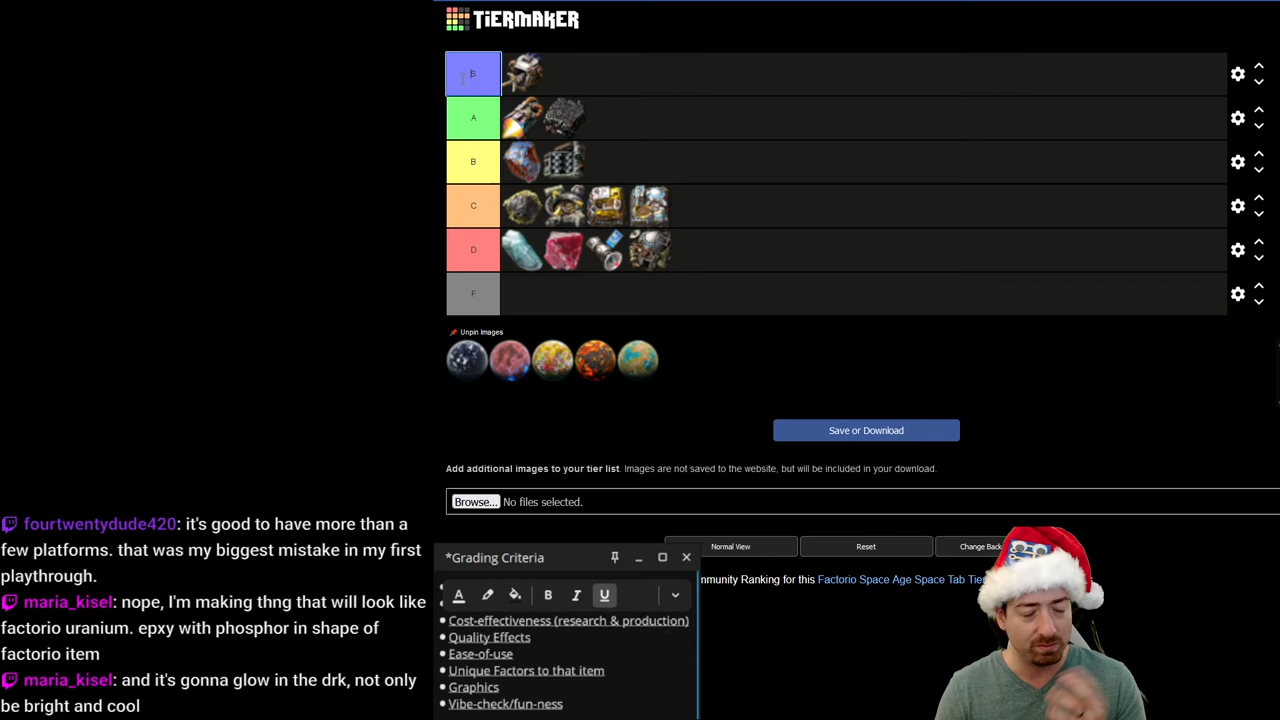 TIERMAKER
S
A
B
C
D
F
Unpin Images
Save or Download
Add additional images to your tier list. Images are not saved to the website, but will be included in your download.
Browse... No files selected.
Normal View
Reset
Change Back
mmunity Ranking for this Factorio Space Age Space Tab Tie
fourtwentydude420: it's good to have more than a
few platforms. that was my biggest mistake in my first
playthrough.
maria_kisel: nope, I'm making thng that will look like
factorio uranium. epxy with phosphor in shape of
factorio item
maria_kisel: and it's gonna glow in the drk, not only
be bright and cool
*Grading Criteria
A B I U
Cost-effectiveness (research & production)
Quality Effects
Ease-of-use
Unique Factors to that item
Graphics
Vibe-check/fun-ness